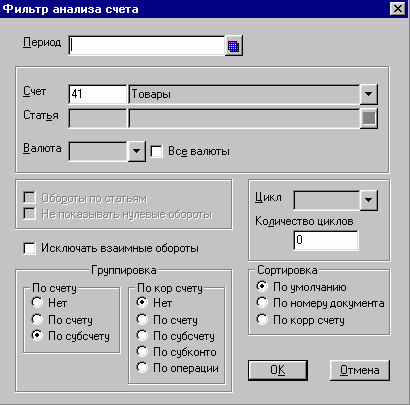 Фильтр анализа счета
Период
Счет 41 Товары
Статья
Валюта Все валюты
Обороты по статьям
Не показывать нулевые обороты
Исключать взаимные обороты
Цикл
Количество циклов
0
Группировка
По счету
Нет
По счету
По субсчету
По кор счету
Нет
По счету
По субсчету
По субконто
По операции
Сортировка
По умолчанию
По номеру документа
По корр счету
OK Отмена